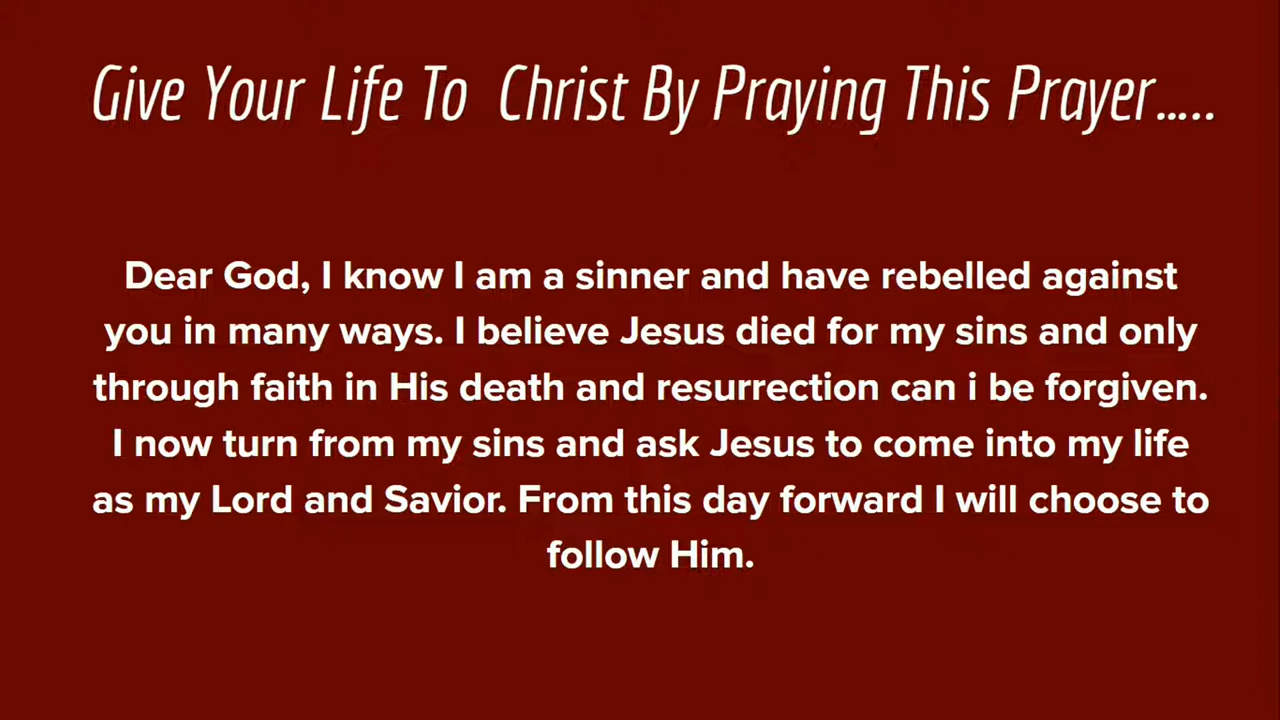 Give Your Life To Christ By Praying This Prayer.....
Dear God, I know I am a sinner and have rebelled against
you in many ways. I believe Jesus died for my sins and only
through faith in His death and resurrection can i be forgiven.
I now turn from my sins and ask Jesus to come into my life
as my Lord and Savior. From this day forward I will choose to
follow Him.